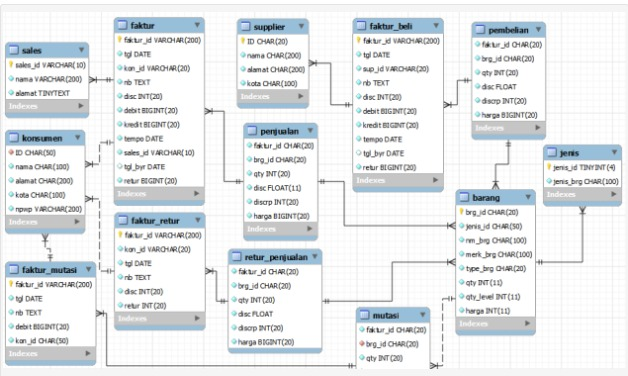 sales
sales_id VARCHAR(10)
nama VARCHAR(200)
alamat TINYTEXT
Indexes
faktur
faktur_id VARCHAR(200)
tgl DATE
kon_id VARCHAR(20)
nb TEXT
disc INT(20)
debit BIGINT(20)
kredit BIGINT(20)
tempo DATE
sales_id VARCHAR(10)
tgl_byr DATE
retur BIGINT(20)
Indexes
supplier
ID CHAR(20)
nama CHAR(200)
alamat CHAR(200)
kota CHAR(100)
Indexes
faktur_beli
faktur_id VARCHAR(200)
tgl DATE
sup_id VARCHAR(20)
nb TEXT
disc INT(20)
debit BIGINT(20)
kredit BIGINT(20)
tempo DATE
tgl_byr DATE
retur BIGINT(20)
Indexes
pembelian
faktur_id CHAR(20)
brg_id CHAR(20)
qty INT(20)
disc FLOAT
discrp INT(20)
harga BIGINT(20)
Indexes
konsumen
ID CHAR(50)
nama CHAR(100)
alamat CHAR(200)
kota CHAR(100)
npwp VARCHAR(200)
Indexes
penjualan
faktur_id CHAR(20)
brg_id CHAR(20)
qty INT(20)
disc FLOAT(11)
discrp INT(20)
harga BIGINT(20)
Indexes
jenis
jenis_id TINYINT(4)
jenis_brg CHAR(100)
Indexes
barang
brg_id CHAR(20)
jenis_id CHAR(50)
nm_brg CHAR(100)
merk_brg CHAR(100)
type_brg CHAR(20)
qty INT(11)
qty_level INT(11)
harga INT(11)
Indexes
faktur_retur
faktur_id VARCHAR(200)
kon_id VARCHAR(20)
tgl DATE
nb TEXT
disc INT(20)
retur INT(20)
Indexes
retur_penjualan
faktur_id CHAR(20)
brg_id CHAR(20)
qty INT(20)
disc FLOAT
discrp INT(20)
harga BIGINT(20)
Indexes
faktur_mutasi
faktur_id VARCHAR(200)
tgl DATE
nb TEXT
debit BIGINT(20)
kon_id CHAR(50)
Indexes
mutasi
faktur_id CHAR(20)
brg_id CHAR(20)
qty INT(20)